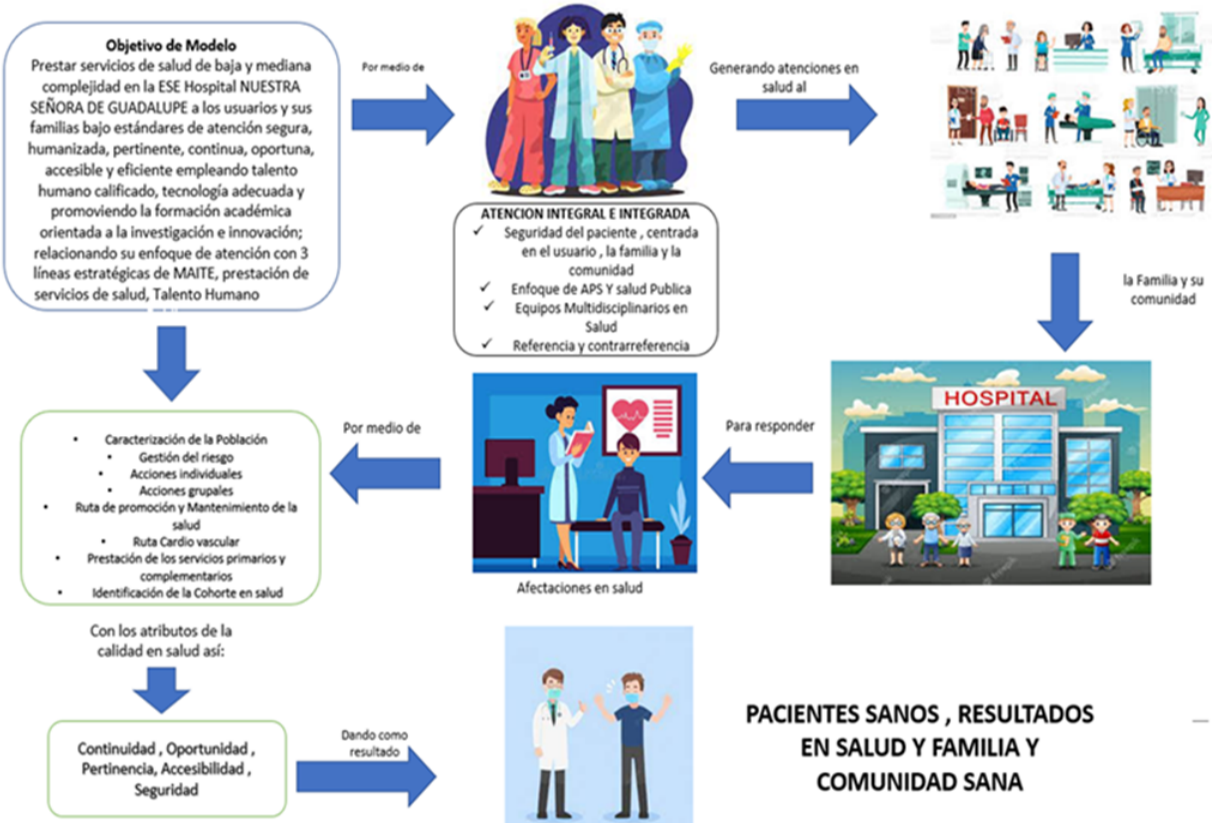 Objetivo de Modelo
Prestar servicios de salud de baja y mediana
complejidad en la ESE Hospital NUESTRA
SEÑORA DE GUADALUPE a los usuarios y sus
familias bajo estándares de atención segura,
humanizada, pertinente, continua, oportuna,
accesible y eficiente empleando talento
humano calificado, tecnología adecuada y
promoviendo la formación académica
orientada a la investigación e innovación;
relacionando su enfoque de atención con 3
líneas estratégicas de MAITE, prestación de
servicios de salud, Talento Humano
Por medio de
ATENCION INTEGRAL E INTEGRADA
✓ Seguridad del paciente , centrada
en el usuario , la familia y la
comunidad
✓ Enfoque de APS Y salud Publica
✓ Equipos Multidisciplinarios en
Salud
✓ Referencia y contrarreferencia
Generando atenciones en
salud al
la Familia y su
comunidad
HOSPITAL
Para responder
Afectaciones en salud
Por medio de
• Caracterización de la Población
• Gestión del riesgo
• Acciones individuales
• Acciones grupales
• Ruta de promoción y Mantenimiento de la
salud
• Ruta Cardio vascular
• Prestación de los servicios primarios y
complementarios
• Identificación de la Cohorte en salud
Con los atributos de la
calidad en salud así:
Continuidad , Oportunidad ,
Pertinencia, Accesibilidad ,
Seguridad
Dando como
resultado
PACIENTES SANOS , RESULTADOS
EN SALUD Y FAMILIA Y
COMUNIDAD SANA